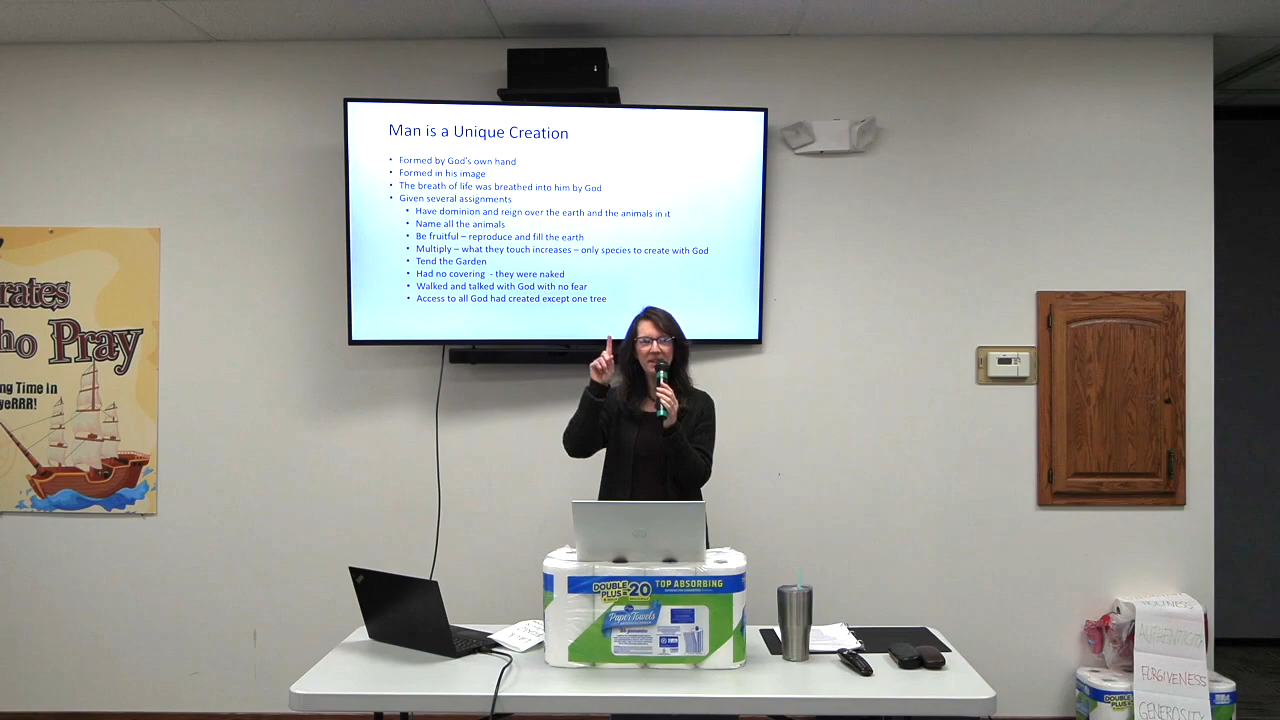 Man is a Unique Creation
• Formed by God's own hand
• Formed in his image
• The breath of life was breathed into him by God
• Given several assignments
• Have dominion and reign over the earth and the animals in it
• Name all the animals
• Be fruitful – reproduce and fill the earth
• Multiply – what they touch increases – only species to create with God
• Tend the Garden
• Had no covering - they were naked
• Walked and talked with God with no fear
• Access to all God had created except one tree
rates
ho Pray
ng Time In
yeRRR!
DOUBLE
PLUS
20
TOP ABSORBING
Paper Towels
HOLINESS
AUTHENTICITY
FORGIVENESS
GENEROSITY
DOUBLE
PLUS